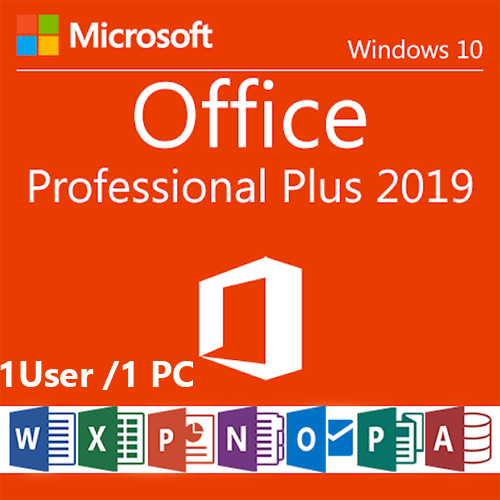 Microsoft
Windows 10
Office
Professional Plus 2019
1User /1 PC
W X P N O P A